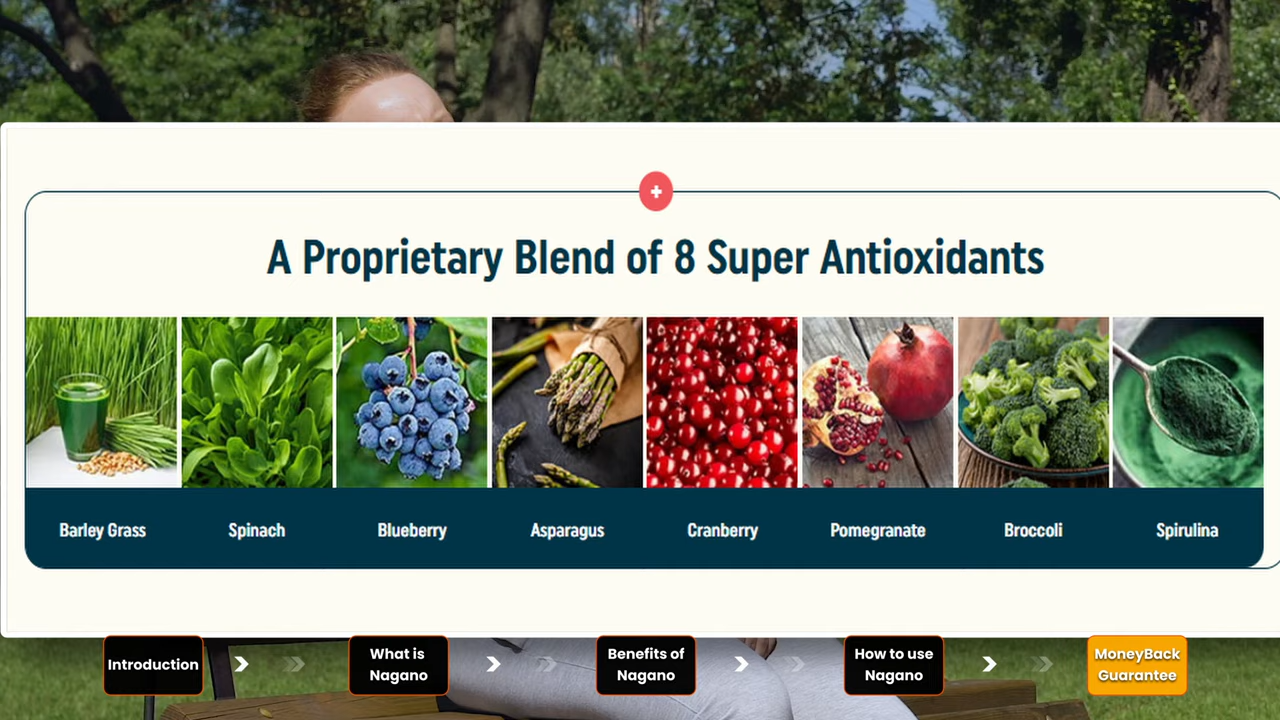 A Proprietary Blend of 8 Super Antioxidants
Barley Grass
Spinach
Blueberry
Asparagus
Cranberry
Pomegranate
Broccoli
Spirulina
Introduction
What is
Nagano
Benefits of
Nagano
How to use
Nagano
MoneyBack
Guarantee